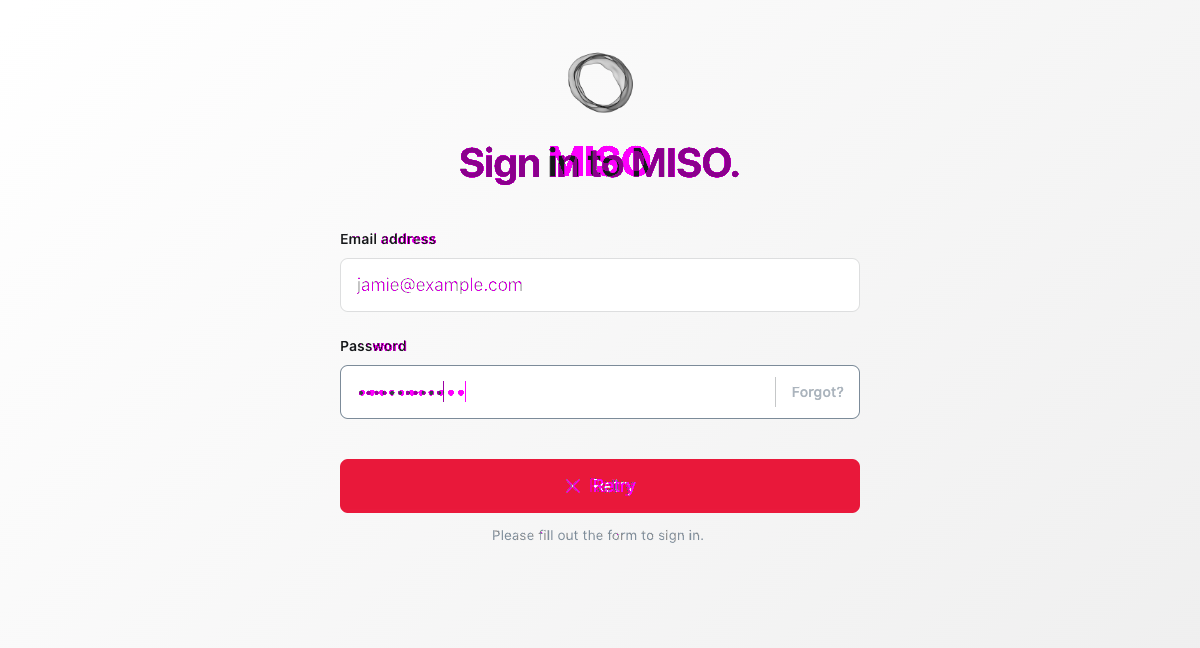 Sign in to MISO.
Email address
jamie@example.com
Password
Forgot?
Retry
Please fill out the form to sign in.